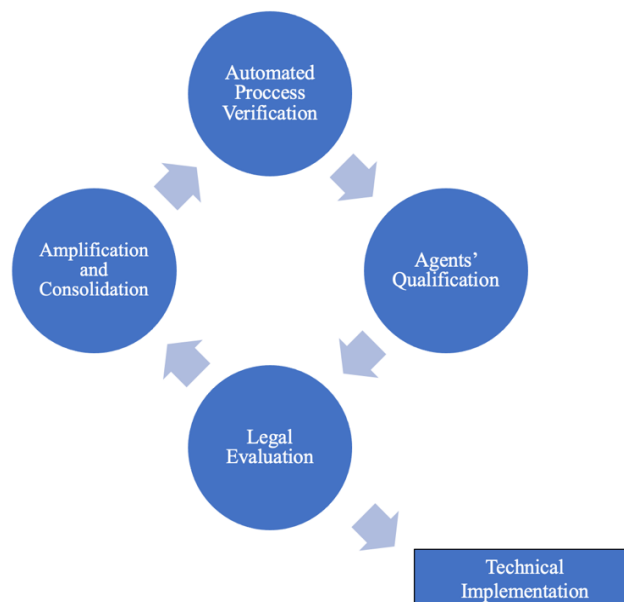 Automated
Proccess
Verification
Amplification
and
Consolidation
Agents’
Qualification
Legal
Evaluation
Technical
Implementation